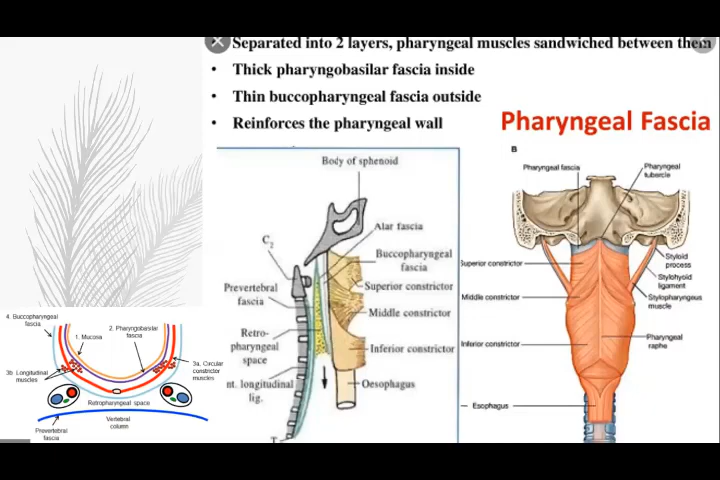 Separated into 2 layers, pharyngeal muscles sandwiched between them
• Thick pharyngobasilar fascia inside
• Thin buccopharyngeal fascia outside
• Reinforces the pharyngeal wall
Pharyngeal Fascia
Body of sphenoid
Alar fascia
C2
Buccopharyngeal
fascia
Prevertebral
fascia
Superior constrictor
Middle constrictor
Retro-
pharyngeal
space
Inferior constrictor
nt. longitudinal
lig.
Oesophagus
T
B
Pharyngeal fascia
Pharyngeal
tubercle
Styloid
process
Superior constrictor
Stylohyoid
ligament
Middle constrictor
Stylopharyngeus
muscle
Inferior constrictor
Pharyngeal
raphe
Esophagus
4. Buccopharyngeal
fascia
2. Pharyngobasilar
fascia
1. Mucosa
3a. Circular
constrictor
muscles
3b. Longitudinal
muscles
Retropharyngeal space
Vertebral
column
Prevertebral
fascia